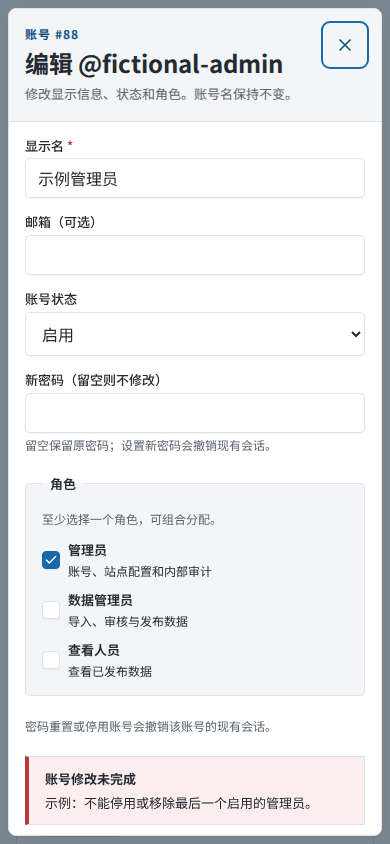 账号 #88
编辑 @fictional-admin
修改显示信息、状态和角色。账号名保持不变。
显示名 *
示例管理员
邮箱（可选）
账号状态
启用
新密码（留空则不修改）
留空保留原密码；设置新密码会撤销现有会话。
角色
至少选择一个角色，可组合分配。
管理员
账号、站点配置和内部审计
数据管理员
导入、审核与发布数据
查看人员
查看已发布数据
密码重置或停用账号会撤销该账号的现有会话。
账号修改未完成
示例：不能停用或移除最后一个启用的管理员。